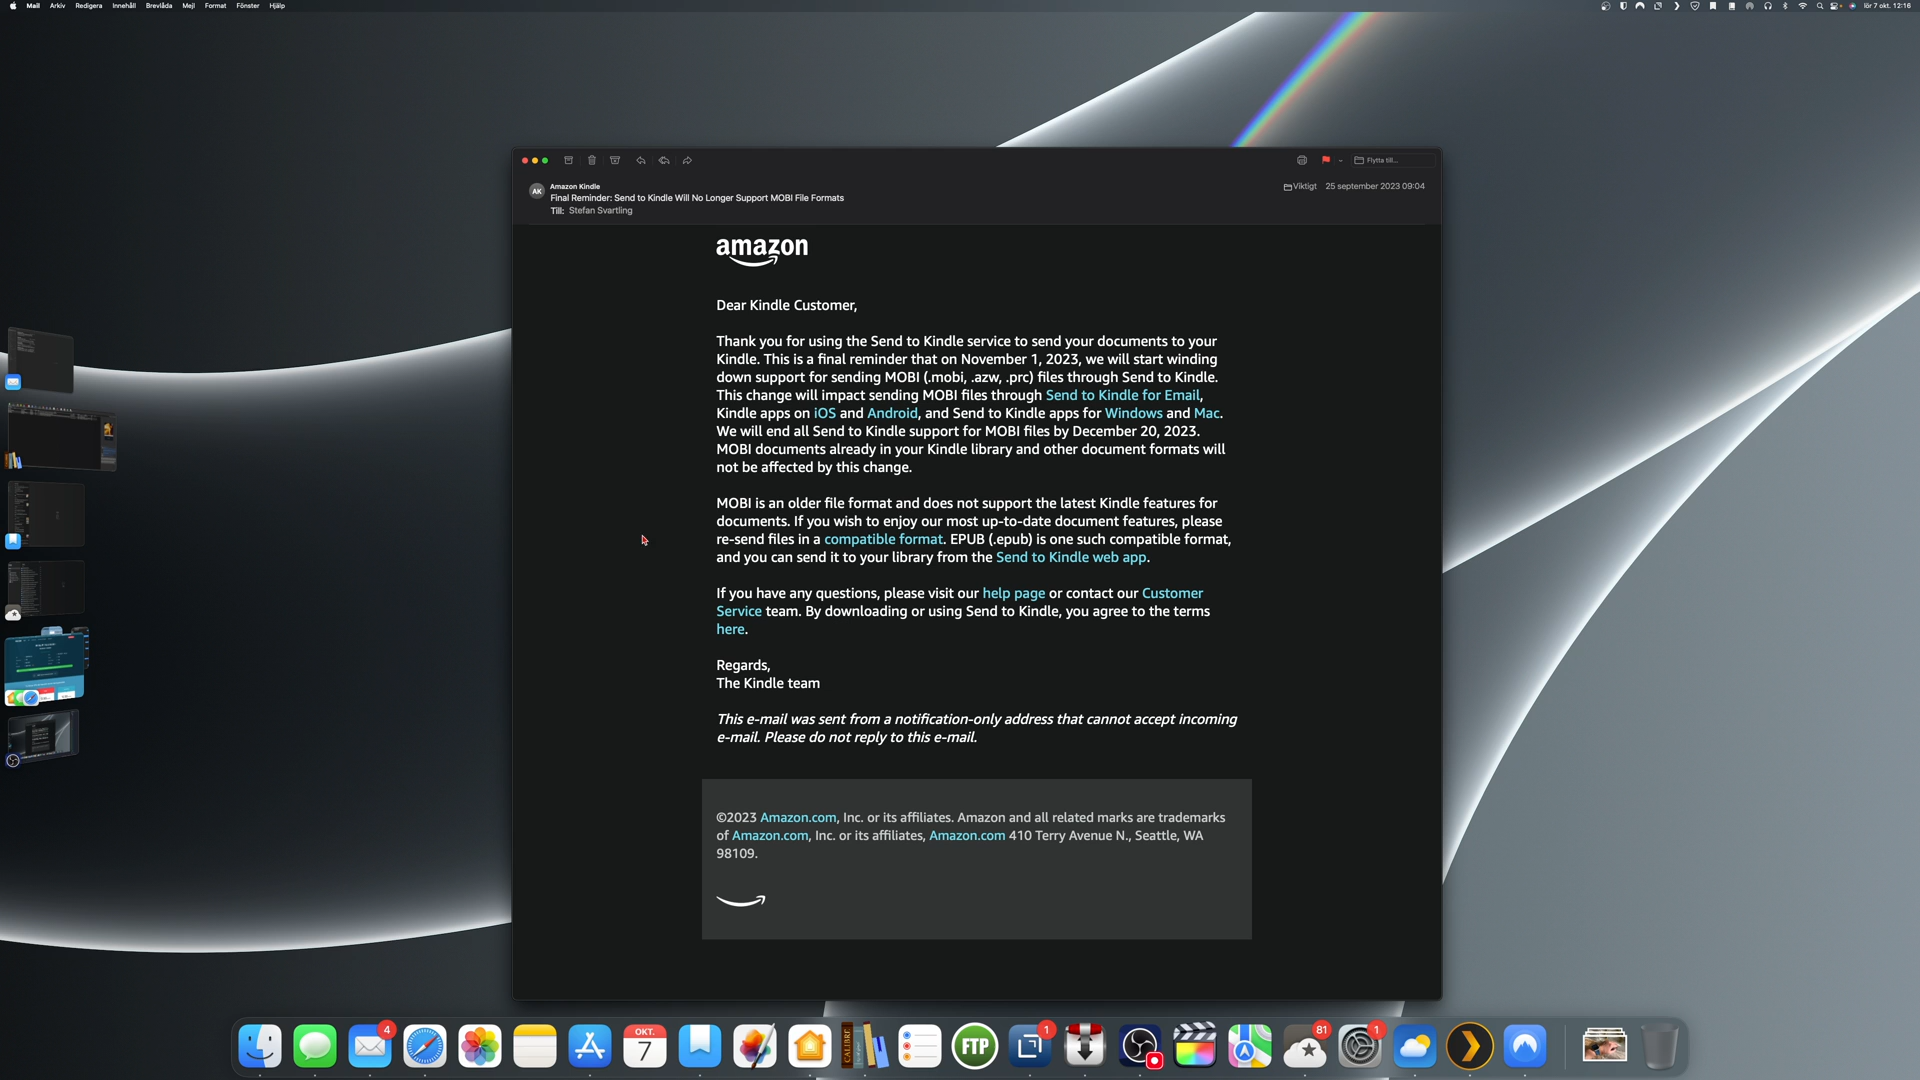 Mail Arkiv Redigera Innehåll Brevlåda Mejl Format Fönster Hjälp
lör 7 okt. 12:16
Flytta till...
AK
Amazon Kindle
Final Reminder: Send to Kindle Will No Longer Support MOBI File Formats
Till: Stefan Svartling
Viktigt 25 september 2023 09:04
amazon
Dear Kindle Customer,
Thank you for using the Send to Kindle service to send your documents to your
Kindle. This is a final reminder that on November 1, 2023, we will start winding
down support for sending MOBI (.mobi, .azw, .prc) files through Send to Kindle.
This change will impact sending MOBI files through Send to Kindle for Email,
Kindle apps on iOS and Android, and Send to Kindle apps for Windows and Mac.
We will end all Send to Kindle support for MOBI files by December 20, 2023.
MOBI documents already in your Kindle library and other document formats will
not be affected by this change.
MOBI is an older file format and does not support the latest Kindle features for
documents. If you wish to enjoy our most up-to-date document features, please
re-send files in a compatible format. EPUB (.epub) is one such compatible format,
and you can send it to your library from the Send to Kindle web app.
If you have any questions, please visit our help page or contact our Customer
Service team. By downloading or using Send to Kindle, you agree to the terms
here.
Regards,
The Kindle team
This e-mail was sent from a notification-only address that cannot accept incoming
e-mail. Please do not reply to this e-mail.
©2023 Amazon.com, Inc. or its affiliates. Amazon and all related marks are trademarks
of Amazon.com, Inc. or its affiliates, Amazon.com 410 Terry Avenue N., Seattle, WA
98109.
4
OKT.
7
CALIBRE
FTP
1
81
1